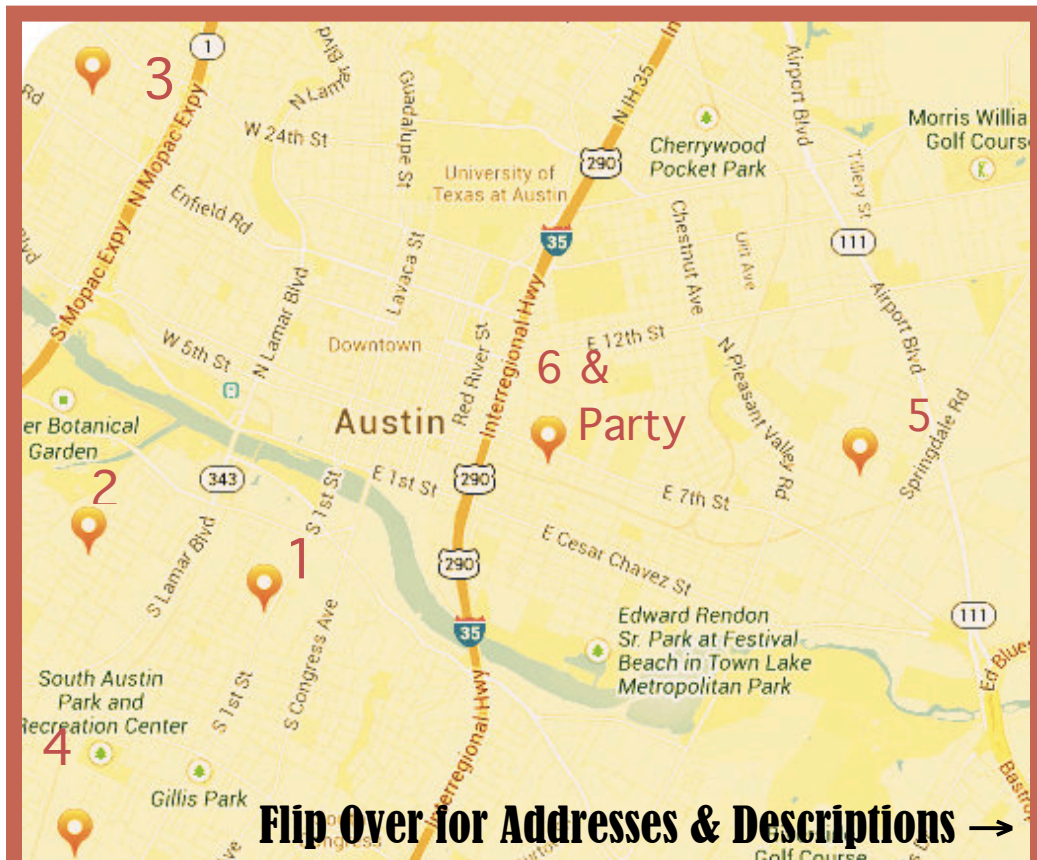 3
1
Rd
N Mopac Expy
S Mopac Expy
Blvd
N Lamar
W 24th St
Guadalupe St
Enfield Rd
University of
Texas at Austin
N IH 35
290
35
Cherrywood
Pocket Park
Airport Blvd
Morris Willia
Golf Cours
Tillery St
111
Chestnut Ave
Airport Blvd
Lavaca St
N Lamar Blvd
W 5th St
Downtown
Red River St
Interregional Hwy
E 12th St
6 &
Party
N Pleasant Valley
Rd
5
Springdale Rd
Austin
er Botanical
Garden
2
343
S 1st St
E 1st St
290
E 7th St
1
S Lamar Blvd
290
E Cesar Chavez St
35
111
Edward Rendon
Sr. Park at Festival
Beach in Town Lake
Metropolitan Park
Ed Blues
S Congress Ave
S 1st St
South Austin
Park and
Recreation Center
4
Gillis Park
Interregional Hwy
Flip Over for Addresses & Descriptions →
Golf Course